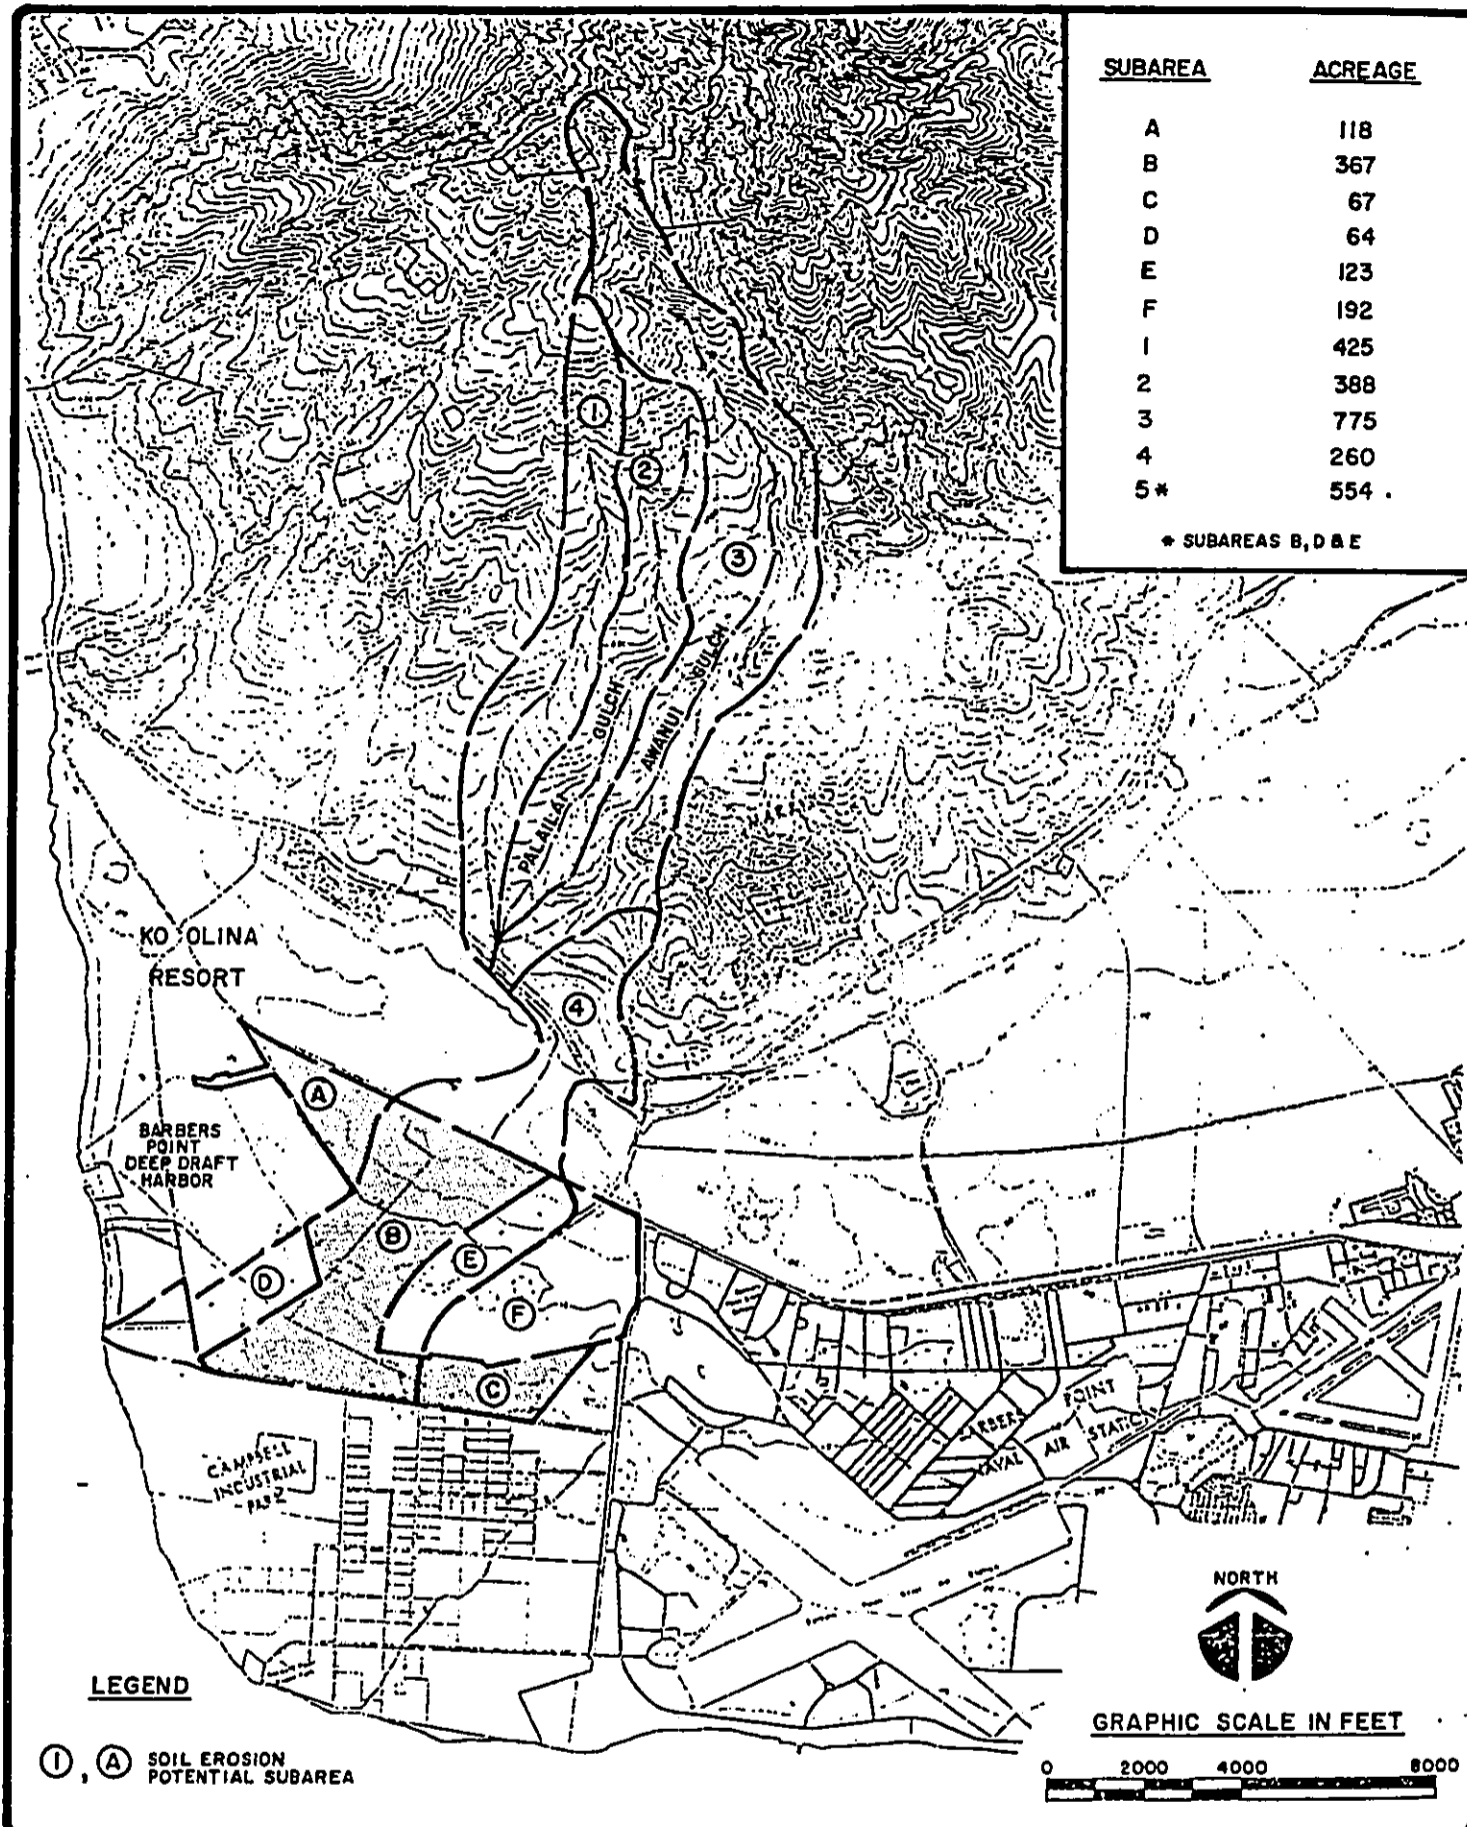 SUBAREA ACREAGE
A 118
B 367
C 67
D 64
E 123
F 192
1 425
2 388
3 775
4 260
5* 554
* SUBAREAS B, D & E
1
2
3
PALAILAI GULCH
AWANUI GULCH
MAKAKILO
KO OLINA
RESORT
4
A
BARBERS
POINT
DEEP DRAFT
HARBOR
B
E
D
F
C
BARBERS POINT
NAVAL AIR STATION
CAMPBELL
INDUSTRIAL
PARK
NORTH
LEGEND
1, A SOIL EROSION
POTENTIAL SUBAREA
GRAPHIC SCALE IN FEET
0 2000 4000 8000